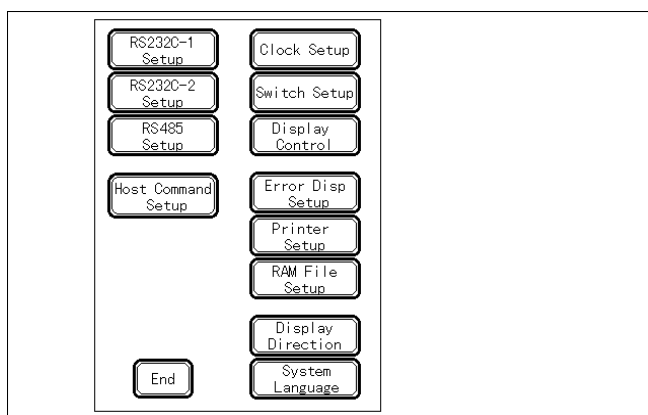 RS232C-1
Setup
RS232C-2
Setup
RS485
Setup
Host Command
Setup
End
Clock Setup
Switch Setup
Display
Control
Error Disp
Setup
Printer
Setup
RAM File
Setup
Display
Direction
System
Language